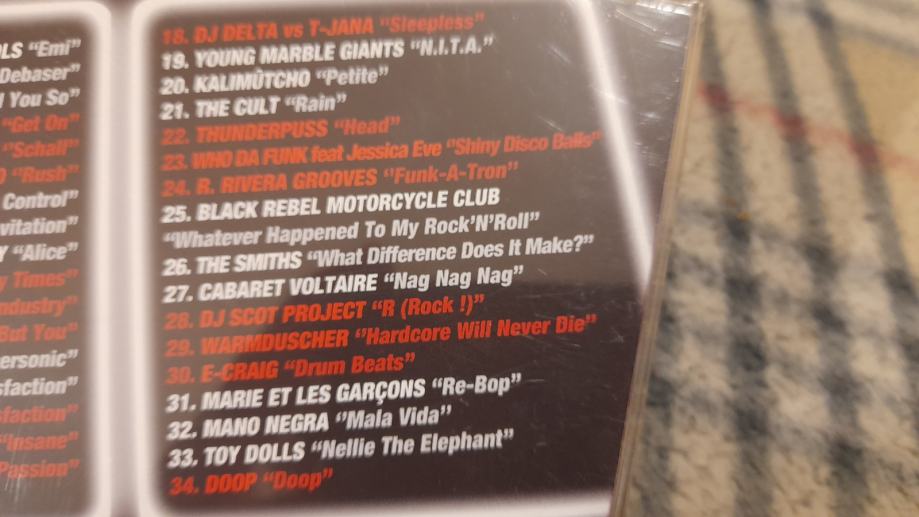 OLS “Emi”
Debaser”
You So”
“Get On”
“Schall”
“Rush”
Control”
vitation”
“Alice”
Times”
ndustry”
But You”
ersonic”
sfaction”
sfaction”
“Insane”
Passion”
18. DJ DELTA vs T-JANA “Sleepless”
19. YOUNG MARBLE GIANTS “N.I.T.A.”
20. KALIMÛTCHO “Petite”
21. THE CULT “Rain”
22. THUNDERPUSS “Head”
23. WHO DA FUNK feat Jessica Eve “Shiny Disco Balls”
24. R. RIVERA GROOVES “Funk-A-Tron”
25. BLACK REBEL MOTORCYCLE CLUB
“Whatever Happened To My Rock’N’Roll”
26. THE SMITHS “What Difference Does It Make?”
27. CABARET VOLTAIRE “Nag Nag Nag”
28. DJ SCOT PROJECT “R (Rock !)”
29. WARMDUSCHER “Hardcore Will Never Die”
30. E-CRAIG “Drum Beats”
31. MARIE ET LES GARÇONS “Re-Bop”
32. MANO NEGRA “Mala Vida”
33. TOY DOLLS “Nellie The Elephant”
34. DOOP “Doop”